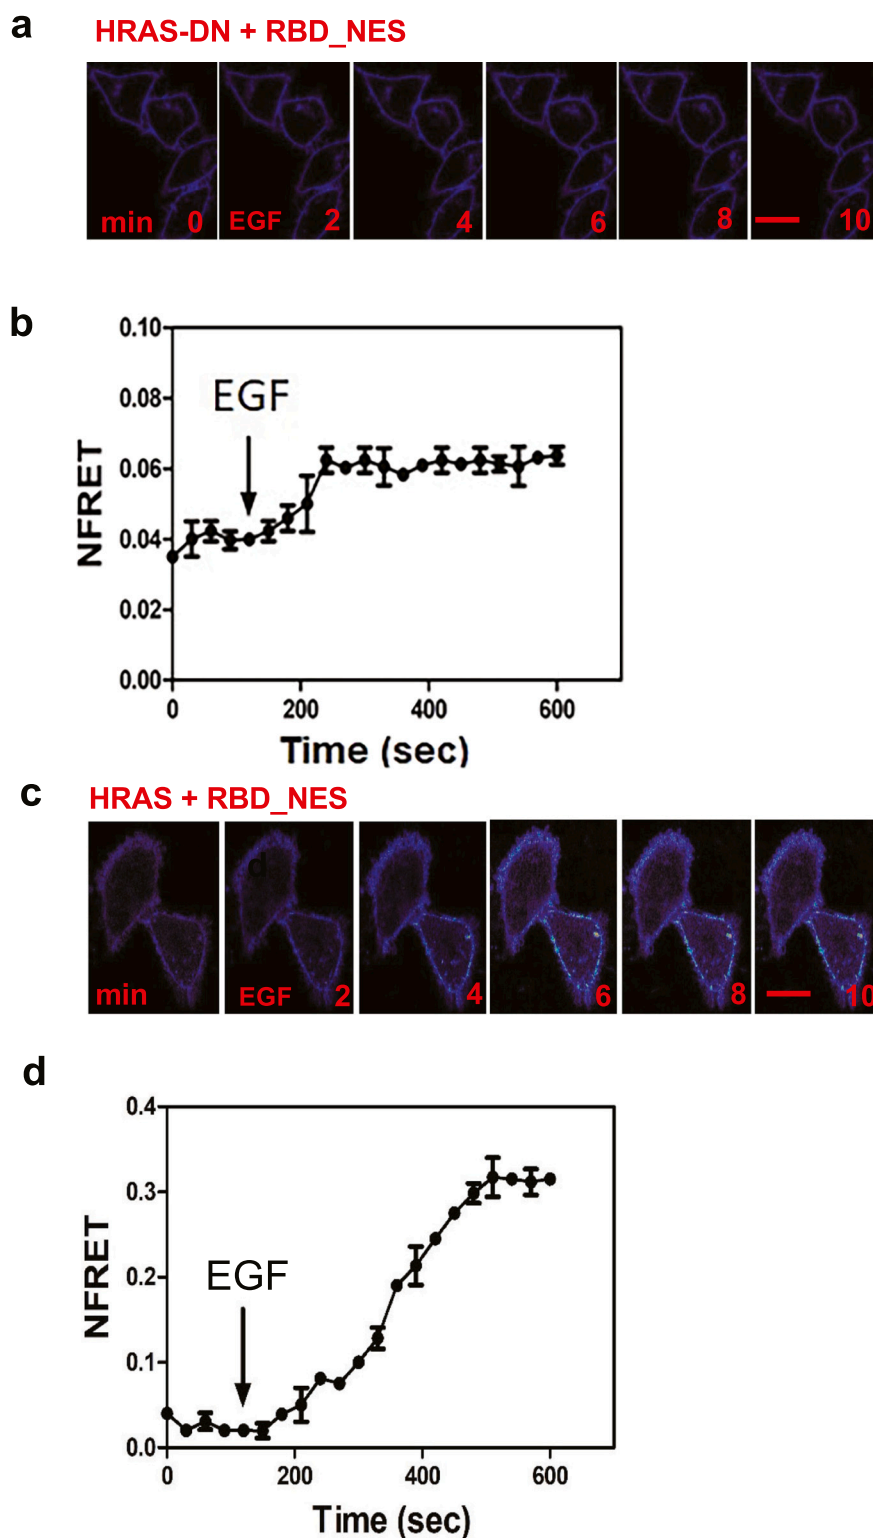 a
HRAS-DN + RBD_NES
min 0 EGF 2 4 6 8 10
b
0.10
0.08
EGF
0.06
0.04
0.02
0.00
NFRET
0 200 400 600
Time (sec)
c
HRAS + RBD_NES
d
min EGF 2 4 6 8 10
d
0.4
0.3
EGF
0.2
0.1
0.0
NFRET
0 200 400 600
Time (sec)